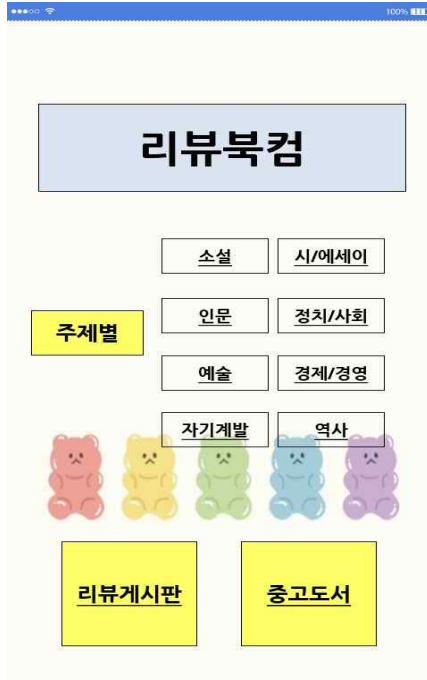 100%
리뷰북컴
소설 시/에세이
주제별
인문 정치/사회
예술 경제/경영
자기계발 역사
리뷰게시판 중고도서